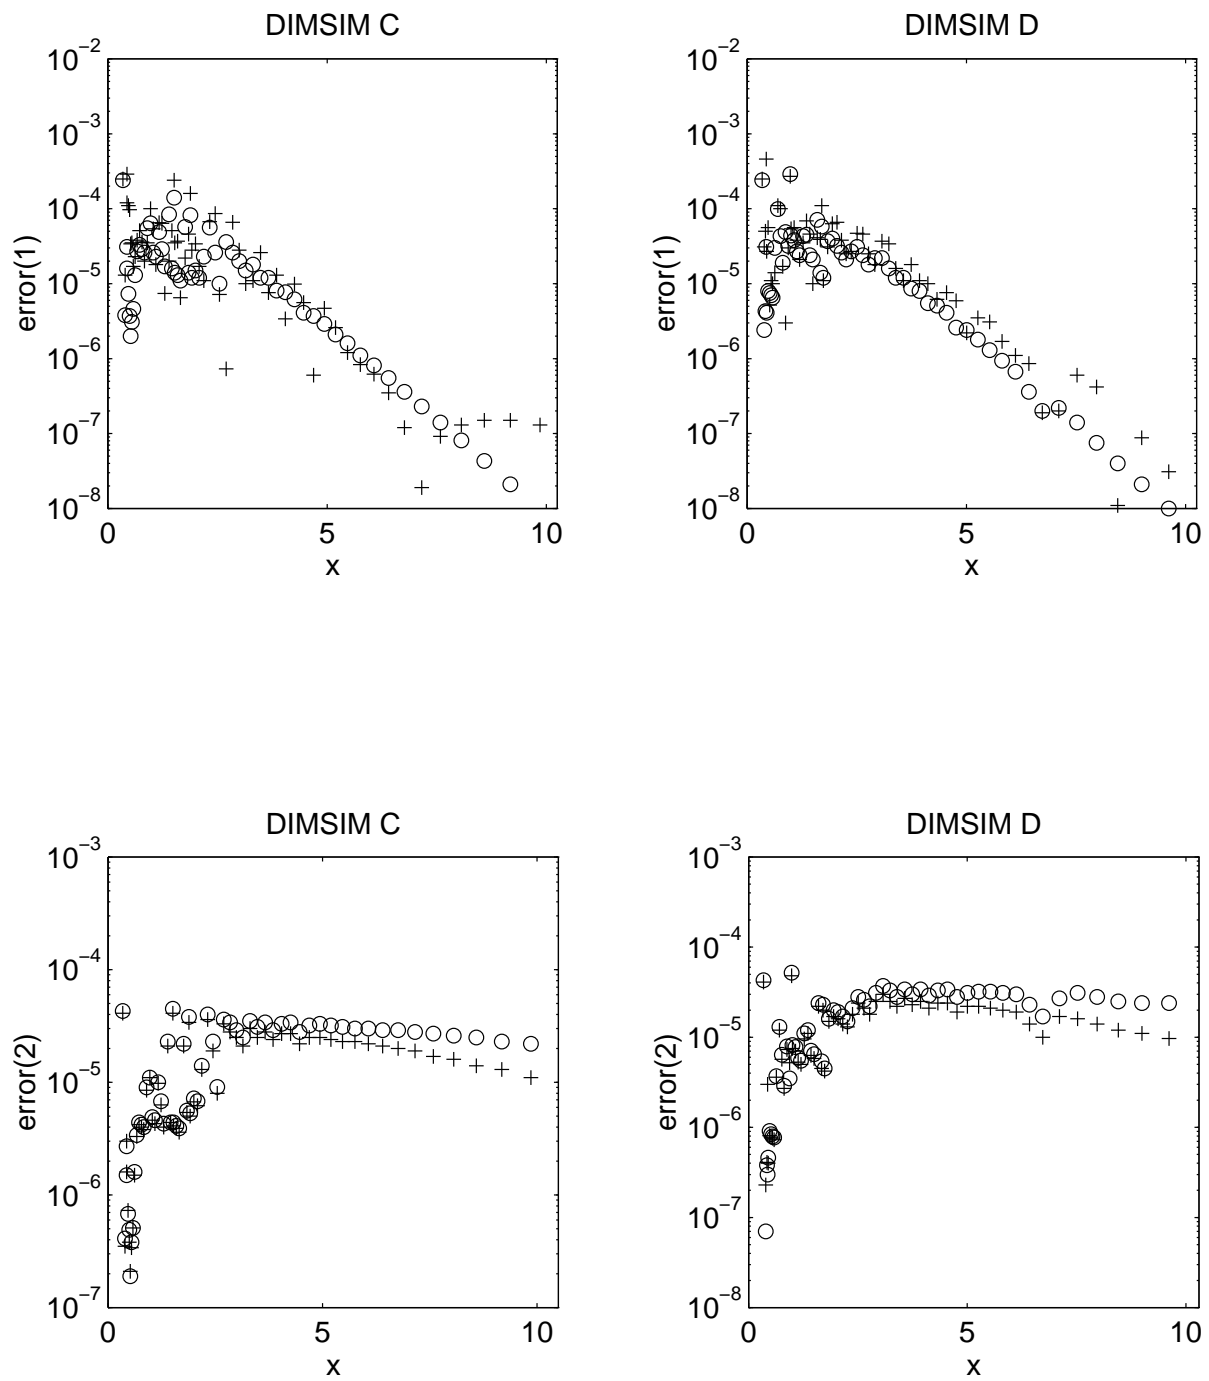 DIMSIM C
10⁻²
10⁻³
10⁻⁴
10⁻⁵
10⁻⁶
10⁻⁷
10⁻⁸
error(1)
0 5 10
x
DIMSIM D
10⁻²
10⁻³
10⁻⁴
10⁻⁵
10⁻⁶
10⁻⁷
10⁻⁸
error(1)
0 5 10
x
DIMSIM C
10⁻³
10⁻⁴
10⁻⁵
10⁻⁶
10⁻⁷
error(2)
0 5 10
x
DIMSIM D
10⁻³
10⁻⁴
10⁻⁵
10⁻⁶
10⁻⁷
10⁻⁸
error(2)
0 5 10
x